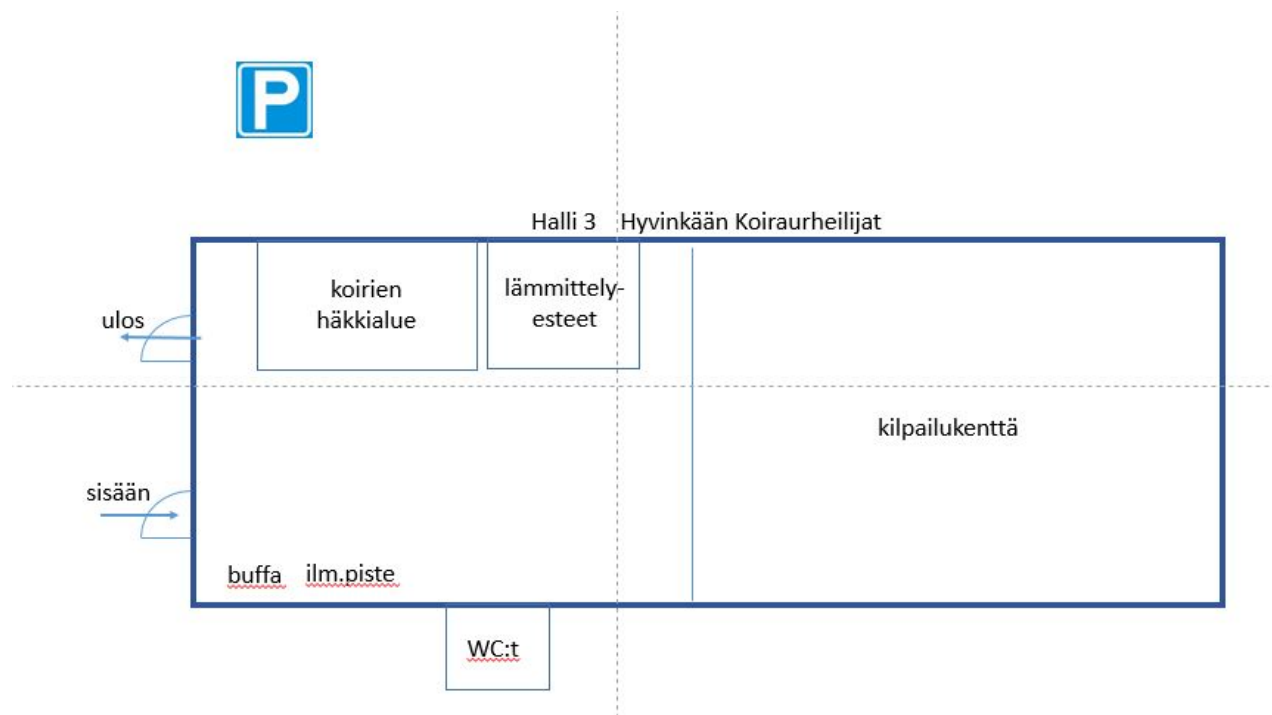 P
Halli 3 Hyvinkään Koiraurheilijat
koirien
häkkialue
lämmittely-
esteet
ulos
kilpailukenttä
sisään
buffa ilm.piste
WC:t